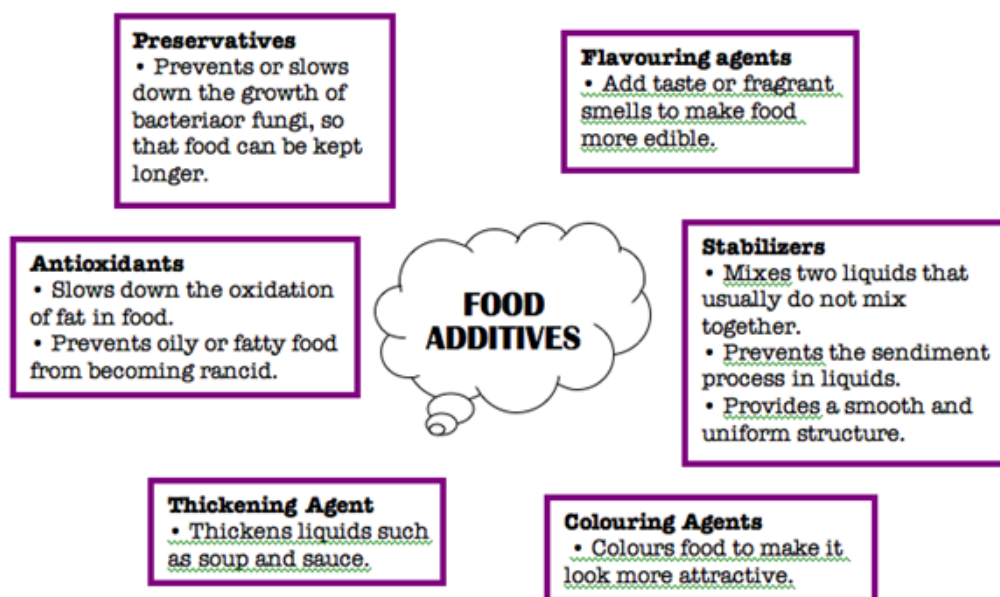 Preservatives
• Prevents or slows
down the growth of
bacteriaor fungi, so
that food can be kept
longer.
Flavouring agents
• Add taste or fragrant
smells to make food
more edible.
Antioxidants
• Slows down the oxidation
of fat in food.
• Prevents oily or fatty food
from becoming rancid.
FOOD
ADDITIVES
Stabilizers
• Mixes two liquids that
usually do not mix
together.
• Prevents the sendiment
process in liquids.
• Provides a smooth and
uniform structure.
Thickening Agent
• Thickens liquids such
as soup and sauce.
Colouring Agents
• Colours food to make it
look more attractive.